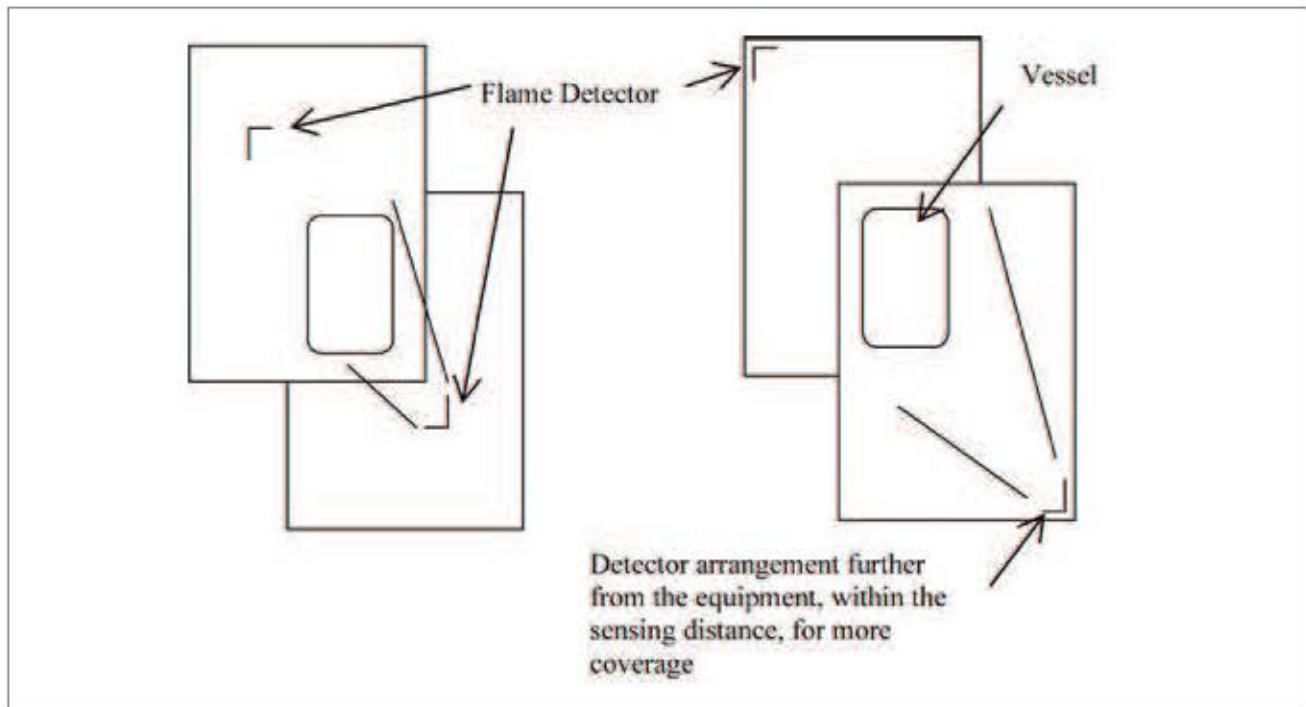 Flame Detector
Vessel
Detector arrangement further
from the equipment, within the
sensing distance, for more
coverage